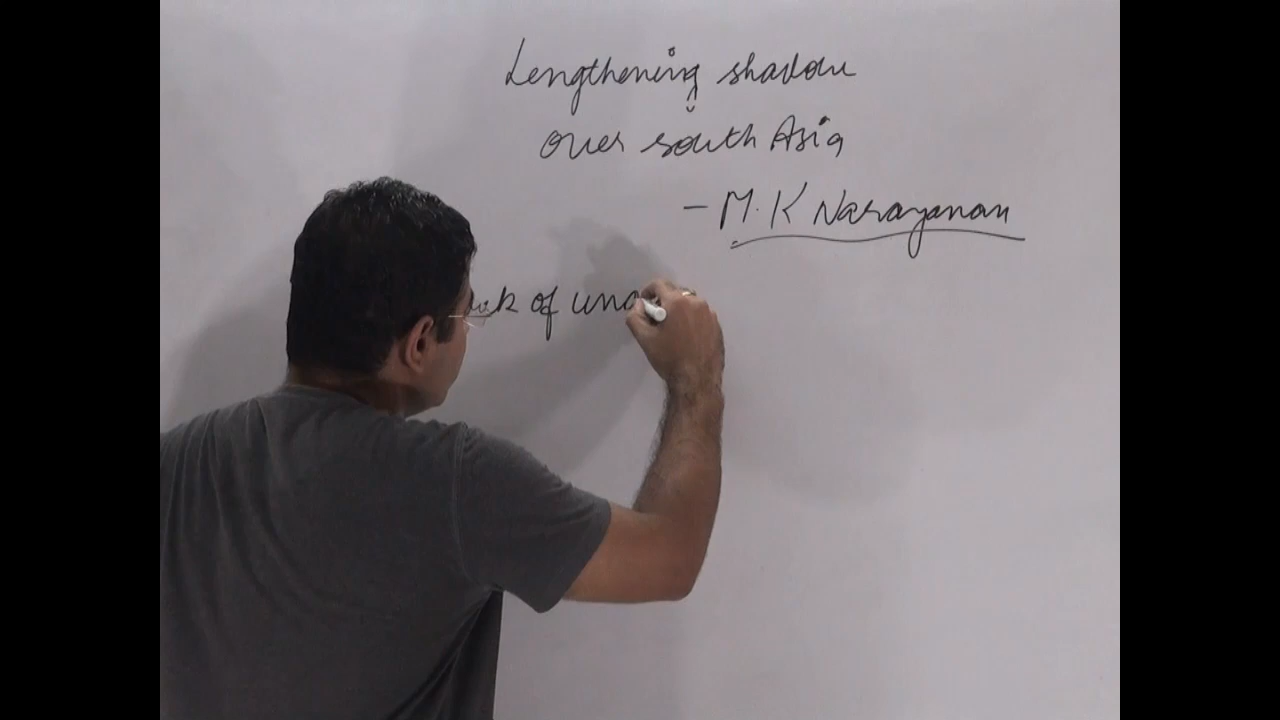 Lengthening shadow
over south Asia
- M. K Narayanan
of